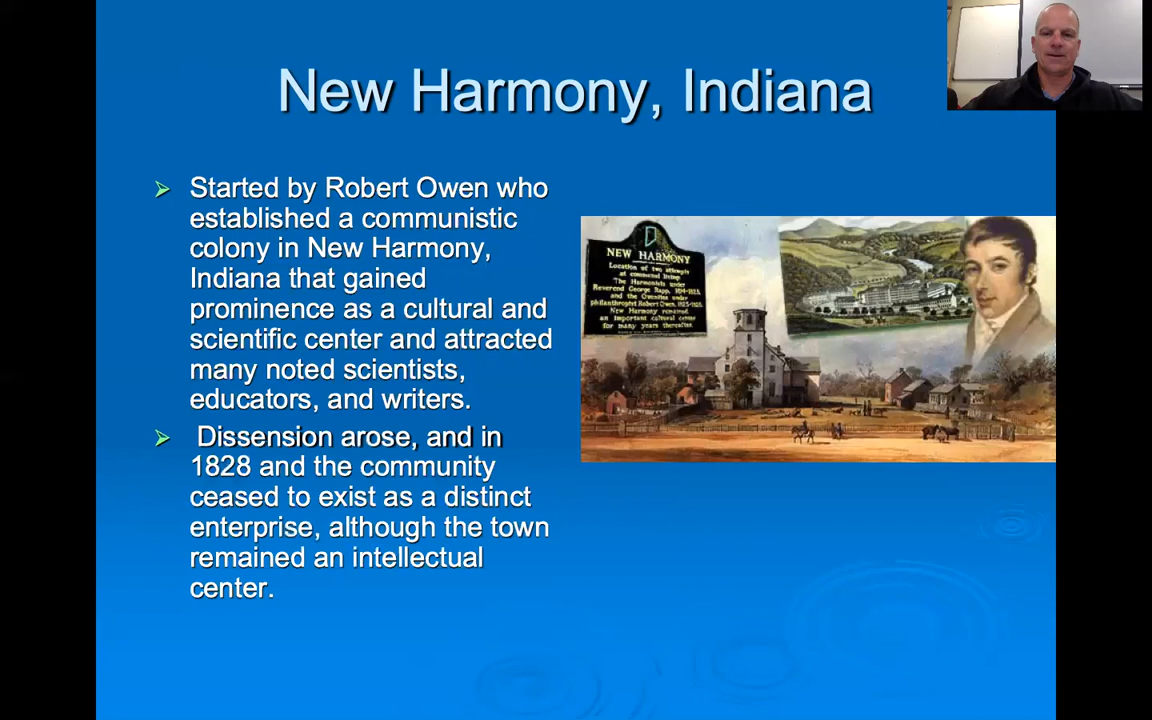 New Harmony, Indiana
➢ Started by Robert Owen who
established a communistic
colony in New Harmony,
Indiana that gained
prominence as a cultural and
scientific center and attracted
many noted scientists,
educators, and writers.
➢ Dissension arose, and in
1828 and the community
ceased to exist as a distinct
enterprise, although the town
remained an intellectual
center.
NEW HARMONY
Location of two attempts
at communal living:
The Harmonists under
Reverend George Rapp, 1814-1825,
and the Owenites under
philanthropist Robert Owen, 1825-1826.
New Harmony remained
an important cultural center
for many years thereafter.